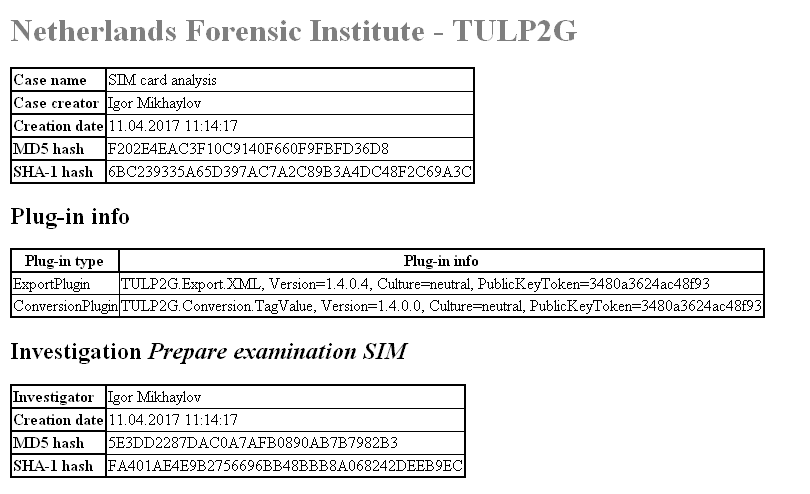 Netherlands Forensic Institute - TULP2G
Case name SIM card analysis
Case creator Igor Mikhaylov
Creation date 11.04.2017 11:14:17
MD5 hash F202E4EAC3F10C9140F660F9FBFD36D8
SHA-1 hash 6BC239335A65D397AC7A2C89B3A4DC48F2C69A3C
Plug-in info
Plug-in type Plug-in info
ExportPlugin TULP2G.Export.XML, Version=1.4.0.4, Culture=neutral, PublicKeyToken=3480a3624ac48f93
ConversionPlugin TULP2G.Conversion.TagValue, Version=1.4.0.0, Culture=neutral, PublicKeyToken=3480a3624ac48f93
Investigation Prepare examination SIM
Investigator Igor Mikhaylov
Creation date 11.04.2017 11:14:17
MD5 hash 5E3DD2287DAC0A7AFB0890AB7B7982B3
SHA-1 hash FA401AE4E9B2756696BB48BBB8A068242DEEB9EC